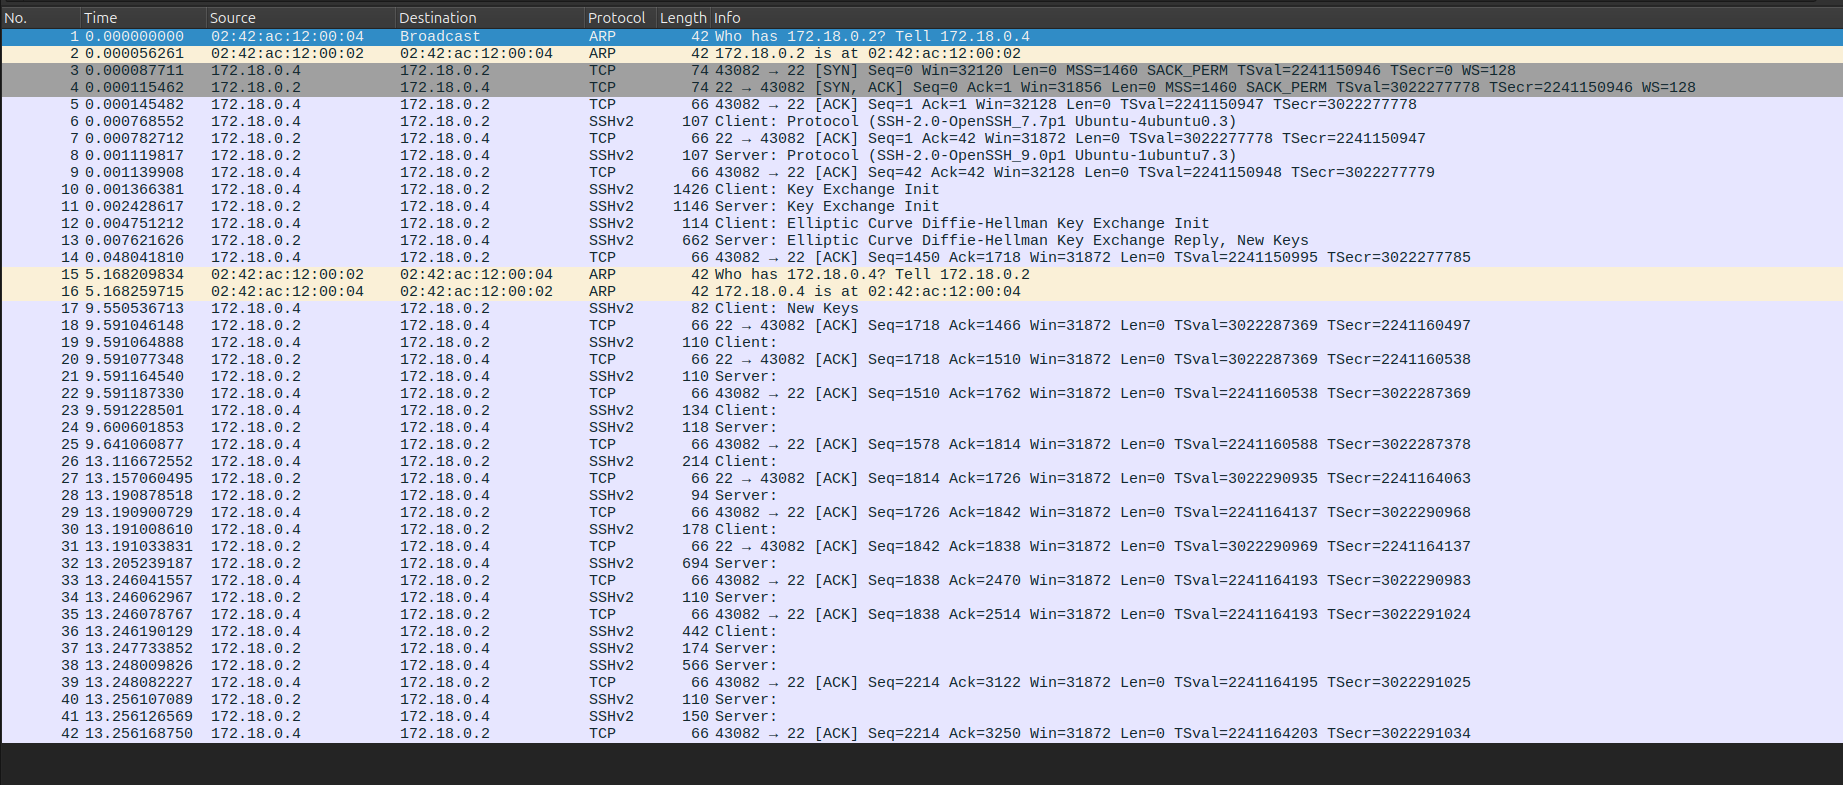 No. Time Source Destination Protocol Length Info
1 0.000000000 02:42:ac:12:00:04 Broadcast ARP 42 Who has 172.18.0.2? Tell 172.18.0.4
2 0.000056261 02:42:ac:12:00:02 02:42:ac:12:00:04 ARP 42 172.18.0.2 is at 02:42:ac:12:00:02
3 0.000087711 172.18.0.4 172.18.0.2 TCP 74 43082 → 22 [SYN] Seq=0 Win=32120 Len=0 MSS=1460 SACK_PERM TSval=2241150946 TSecr=0 WS=128
4 0.000115462 172.18.0.2 172.18.0.4 TCP 74 22 → 43082 [SYN, ACK] Seq=0 Ack=1 Win=31856 Len=0 MSS=1460 SACK_PERM TSval=3022277778 TSecr=2241150946 WS=128
5 0.000145482 172.18.0.4 172.18.0.2 TCP 66 43082 → 22 [ACK] Seq=1 Ack=1 Win=32128 Len=0 TSval=2241150947 TSecr=3022277778
6 0.000768552 172.18.0.4 172.18.0.2 SSHv2 107 Client: Protocol (SSH-2.0-OpenSSH_7.7p1 Ubuntu-4ubuntu0.3)
7 0.000782712 172.18.0.2 172.18.0.4 TCP 66 22 → 43082 [ACK] Seq=1 Ack=42 Win=31872 Len=0 TSval=3022277778 TSecr=2241150947
8 0.001119817 172.18.0.2 172.18.0.4 SSHv2 107 Server: Protocol (SSH-2.0-OpenSSH_9.0p1 Ubuntu-1ubuntu7.3)
9 0.001139908 172.18.0.4 172.18.0.2 TCP 66 43082 → 22 [ACK] Seq=42 Ack=42 Win=32128 Len=0 TSval=2241150948 TSecr=3022277779
10 0.001366381 172.18.0.4 172.18.0.2 SSHv2 1426 Client: Key Exchange Init
11 0.002428617 172.18.0.2 172.18.0.4 SSHv2 1146 Server: Key Exchange Init
12 0.004751212 172.18.0.4 172.18.0.2 SSHv2 114 Client: Elliptic Curve Diffie-Hellman Key Exchange Init
13 0.007621626 172.18.0.2 172.18.0.4 SSHv2 662 Server: Elliptic Curve Diffie-Hellman Key Exchange Reply, New Keys
14 0.048041810 172.18.0.4 172.18.0.2 TCP 66 43082 → 22 [ACK] Seq=1450 Ack=1718 Win=31872 Len=0 TSval=2241150995 TSecr=3022277785
15 5.168209834 02:42:ac:12:00:02 02:42:ac:12:00:04 ARP 42 Who has 172.18.0.4? Tell 172.18.0.2
16 5.168259715 02:42:ac:12:00:04 02:42:ac:12:00:02 ARP 42 172.18.0.4 is at 02:42:ac:12:00:04
17 9.550536713 172.18.0.4 172.18.0.2 SSHv2 82 Client: New Keys
18 9.591046148 172.18.0.2 172.18.0.4 TCP 66 22 → 43082 [ACK] Seq=1718 Ack=1466 Win=31872 Len=0 TSval=3022287369 TSecr=2241160497
19 9.591064888 172.18.0.4 172.18.0.2 SSHv2 110 Client:
20 9.591077348 172.18.0.2 172.18.0.4 TCP 66 22 → 43082 [ACK] Seq=1718 Ack=1510 Win=31872 Len=0 TSval=3022287369 TSecr=2241160538
21 9.591164540 172.18.0.2 172.18.0.4 SSHv2 110 Server:
22 9.591187330 172.18.0.4 172.18.0.2 TCP 66 43082 → 22 [ACK] Seq=1510 Ack=1762 Win=31872 Len=0 TSval=2241160538 TSecr=3022287369
23 9.591228501 172.18.0.4 172.18.0.2 SSHv2 134 Client:
24 9.600601853 172.18.0.2 172.18.0.4 SSHv2 118 Server:
25 9.641060877 172.18.0.4 172.18.0.2 TCP 66 43082 → 22 [ACK] Seq=1578 Ack=1814 Win=31872 Len=0 TSval=2241160588 TSecr=3022287378
26 13.116672552 172.18.0.4 172.18.0.2 SSHv2 214 Client:
27 13.157060495 172.18.0.2 172.18.0.4 TCP 66 22 → 43082 [ACK] Seq=1814 Ack=1726 Win=31872 Len=0 TSval=3022290935 TSecr=2241164063
28 13.190878518 172.18.0.2 172.18.0.4 SSHv2 94 Server:
29 13.190900729 172.18.0.4 172.18.0.2 TCP 66 43082 → 22 [ACK] Seq=1726 Ack=1842 Win=31872 Len=0 TSval=2241164137 TSecr=3022290968
30 13.191008610 172.18.0.4 172.18.0.2 SSHv2 178 Client:
31 13.191033831 172.18.0.2 172.18.0.4 TCP 66 22 → 43082 [ACK] Seq=1842 Ack=1838 Win=31872 Len=0 TSval=3022290969 TSecr=2241164137
32 13.205239187 172.18.0.2 172.18.0.4 SSHv2 694 Server:
33 13.246041557 172.18.0.4 172.18.0.2 TCP 66 43082 → 22 [ACK] Seq=1838 Ack=2470 Win=31872 Len=0 TSval=2241164193 TSecr=3022290983
34 13.246062967 172.18.0.2 172.18.0.4 SSHv2 110 Server:
35 13.246078767 172.18.0.4 172.18.0.2 TCP 66 43082 → 22 [ACK] Seq=1838 Ack=2514 Win=31872 Len=0 TSval=2241164193 TSecr=3022291024
36 13.246190129 172.18.0.4 172.18.0.2 SSHv2 442 Client:
37 13.247733852 172.18.0.2 172.18.0.4 SSHv2 174 Server:
38 13.248009826 172.18.0.2 172.18.0.4 SSHv2 566 Server:
39 13.248082227 172.18.0.4 172.18.0.2 TCP 66 43082 → 22 [ACK] Seq=2214 Ack=3122 Win=31872 Len=0 TSval=2241164195 TSecr=3022291025
40 13.256107089 172.18.0.2 172.18.0.4 SSHv2 110 Server:
41 13.256126569 172.18.0.2 172.18.0.4 SSHv2 150 Server:
42 13.256168750 172.18.0.4 172.18.0.2 TCP 66 43082 → 22 [ACK] Seq=2214 Ack=3250 Win=31872 Len=0 TSval=2241164203 TSecr=3022291034